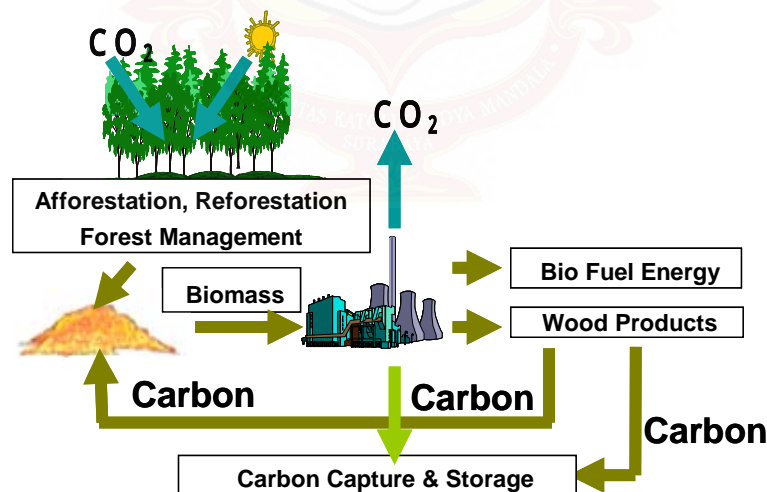 CO2
CO2
Afforestation, Reforestation
Forest Management
Biomass
Bio Fuel Energy
Wood Products
Carbon
Carbon
Carbon
Carbon Capture & Storage